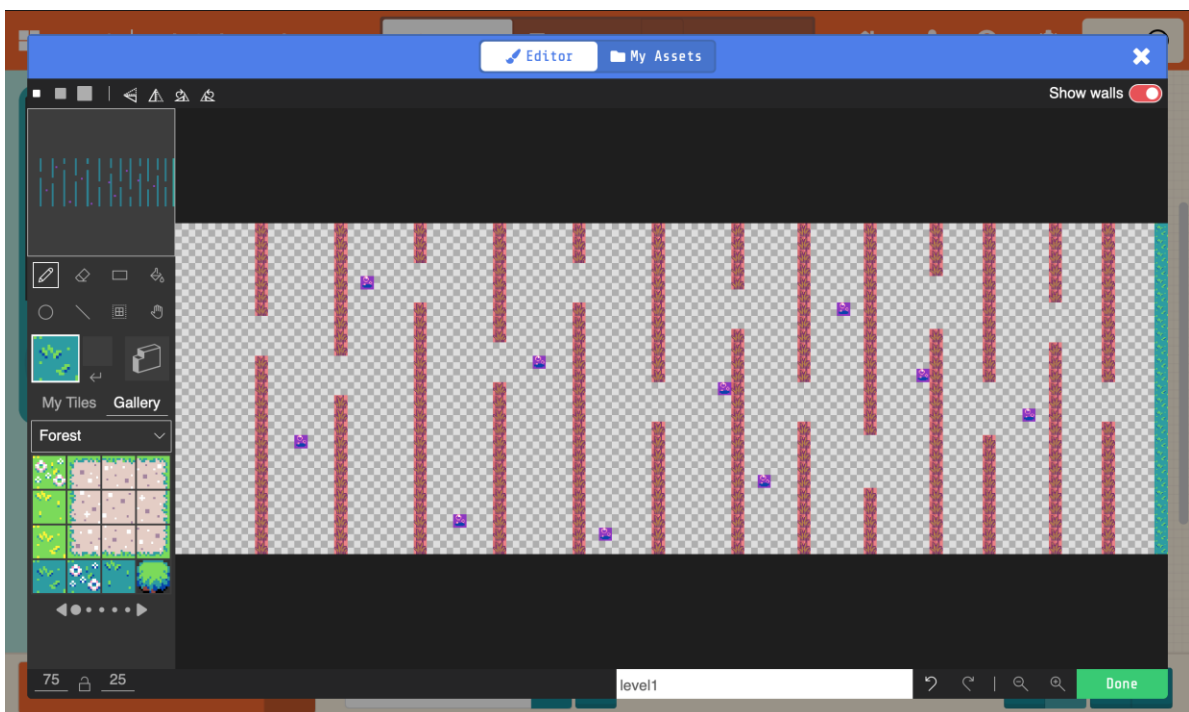 Editor My Assets
Show walls
My Tiles Gallery
Forest
75 25
level1
Done